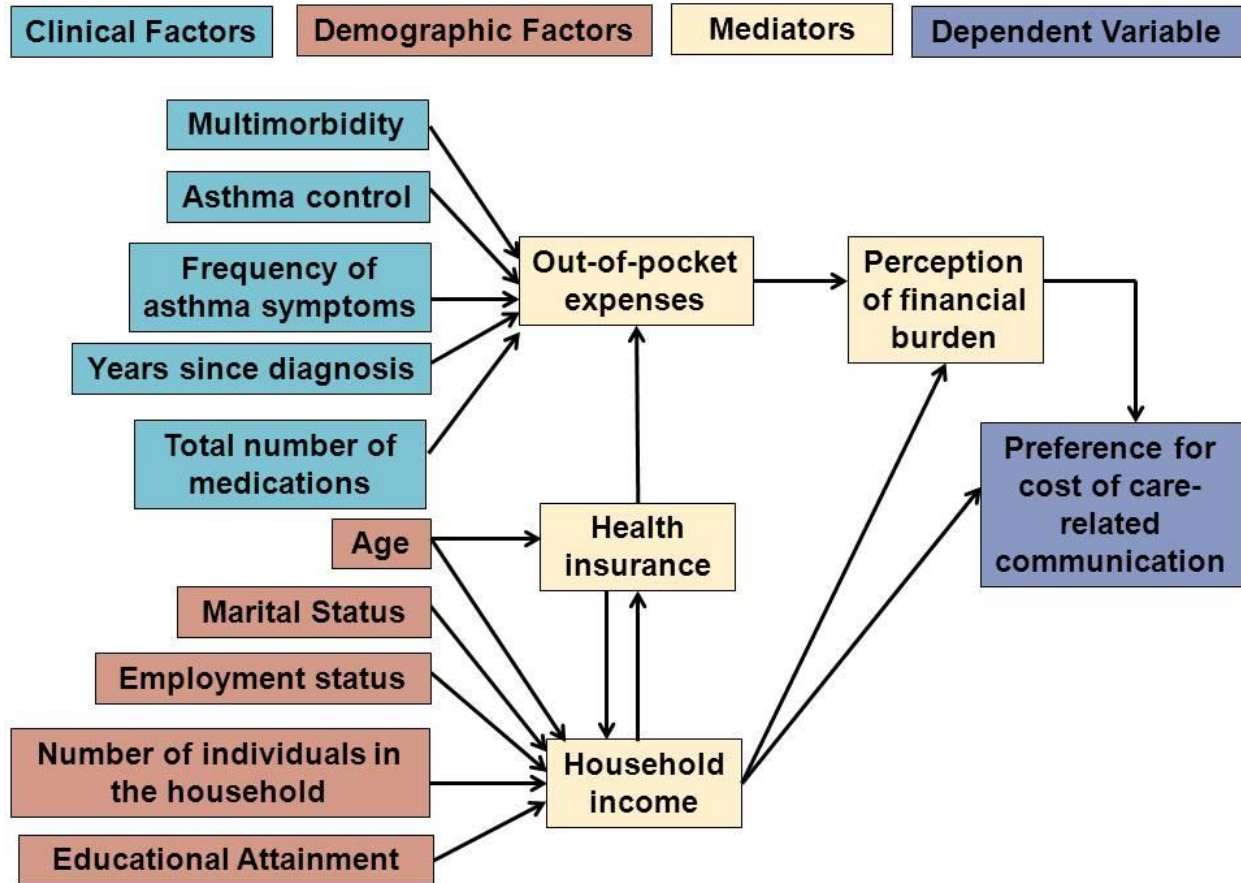 Clinical Factors
Demographic Factors
Mediators
Dependent Variable
Multimorbidity
Asthma control
Frequency of
asthma symptoms
Years since diagnosis
Total number of
medications
Age
Marital Status
Employment status
Number of individuals in
the household
Educational Attainment
Out-of-pocket
expenses
Health
insurance
Household
income
Perception
of financial
burden
Preference for
cost of care-
related
communication